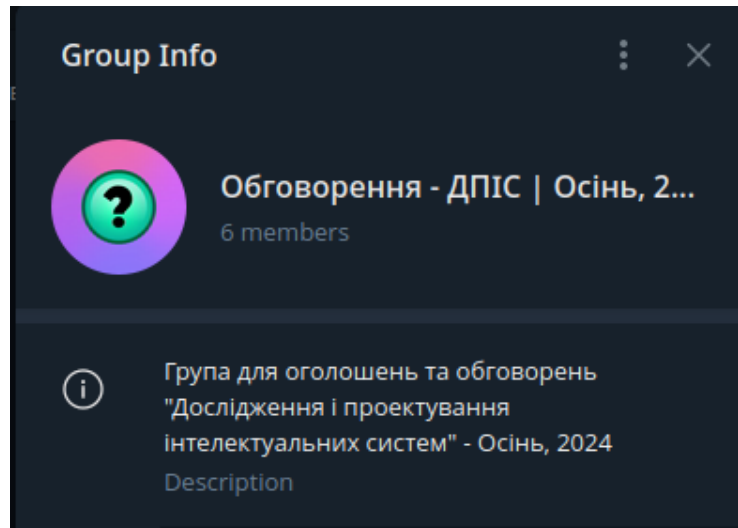 Group Info
Обговорення - ДПІС | Осінь, 2...
6 members
Група для оголошень та обговорень
"Дослідження і проектування
інтелектуальних систем" - Осінь, 2024
Description